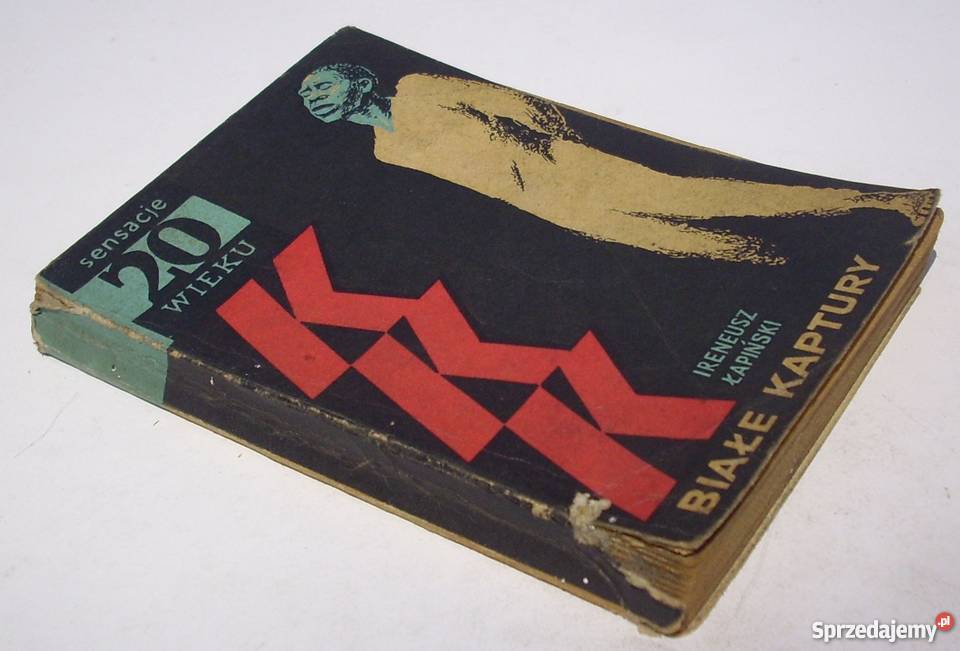 sensacje
20
WIEKU
KKK
IRENEUSZ
ŁAPIŃSKI
BIAŁE KAPTURY
Sprzedajemy.pl